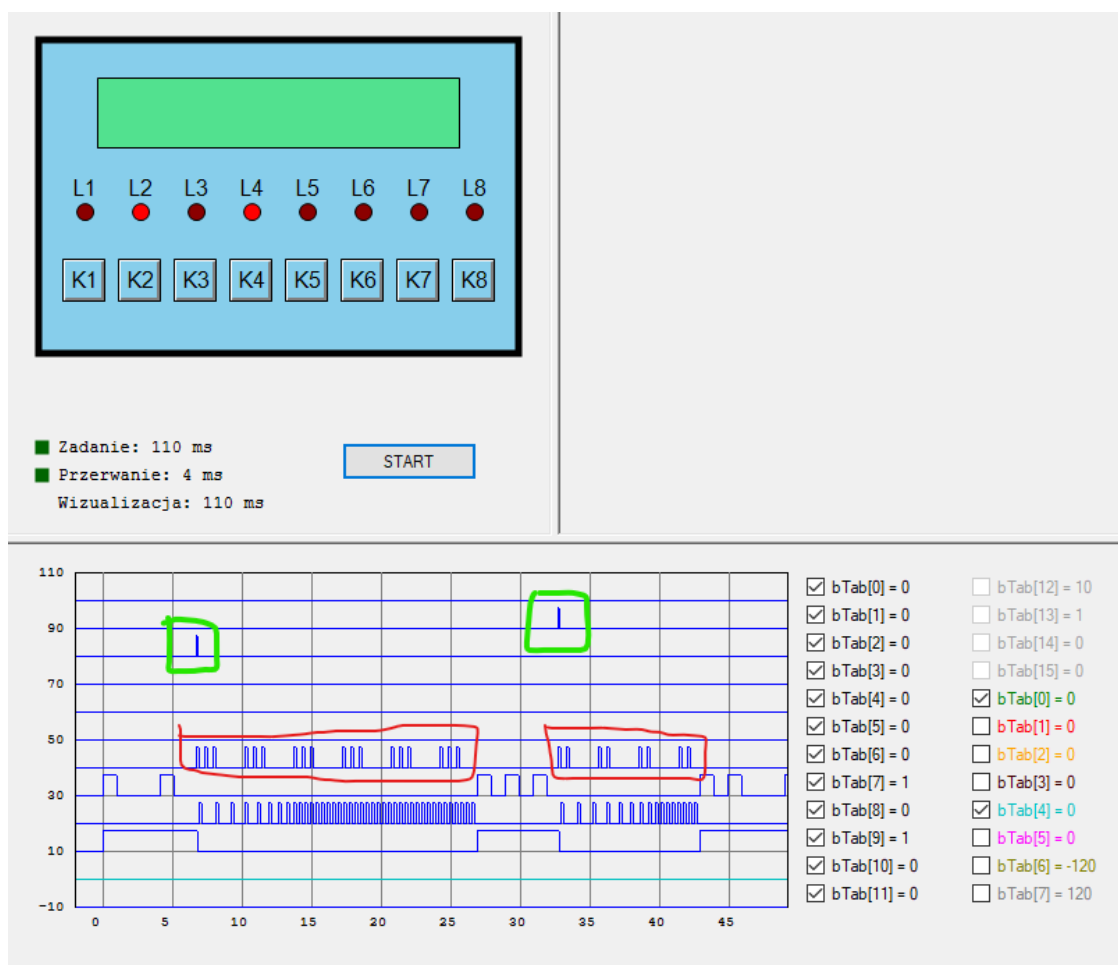 L1 L2 L3 L4 L5 L6 L7 L8
K1 K2 K3 K4 K5 K6 K7 K8
Zadanie: 110 ms
Przerwanie: 4 ms
Wizualizacja: 110 ms
START
110
90
70
50
30
10
-10
0 5 10 15 20 25 30 35 40 45
bTab[0] = 0
bTab[1] = 0
bTab[2] = 0
bTab[3] = 0
bTab[4] = 0
bTab[5] = 0
bTab[6] = 0
bTab[7] = 1
bTab[8] = 0
bTab[9] = 1
bTab[10] = 0
bTab[11] = 0
bTab[12] = 10
bTab[13] = 1
bTab[14] = 0
bTab[15] = 0
bTab[0] = 0
bTab[1] = 0
bTab[2] = 0
bTab[3] = 0
bTab[4] = 0
bTab[5] = 0
bTab[6] = -120
bTab[7] = 120